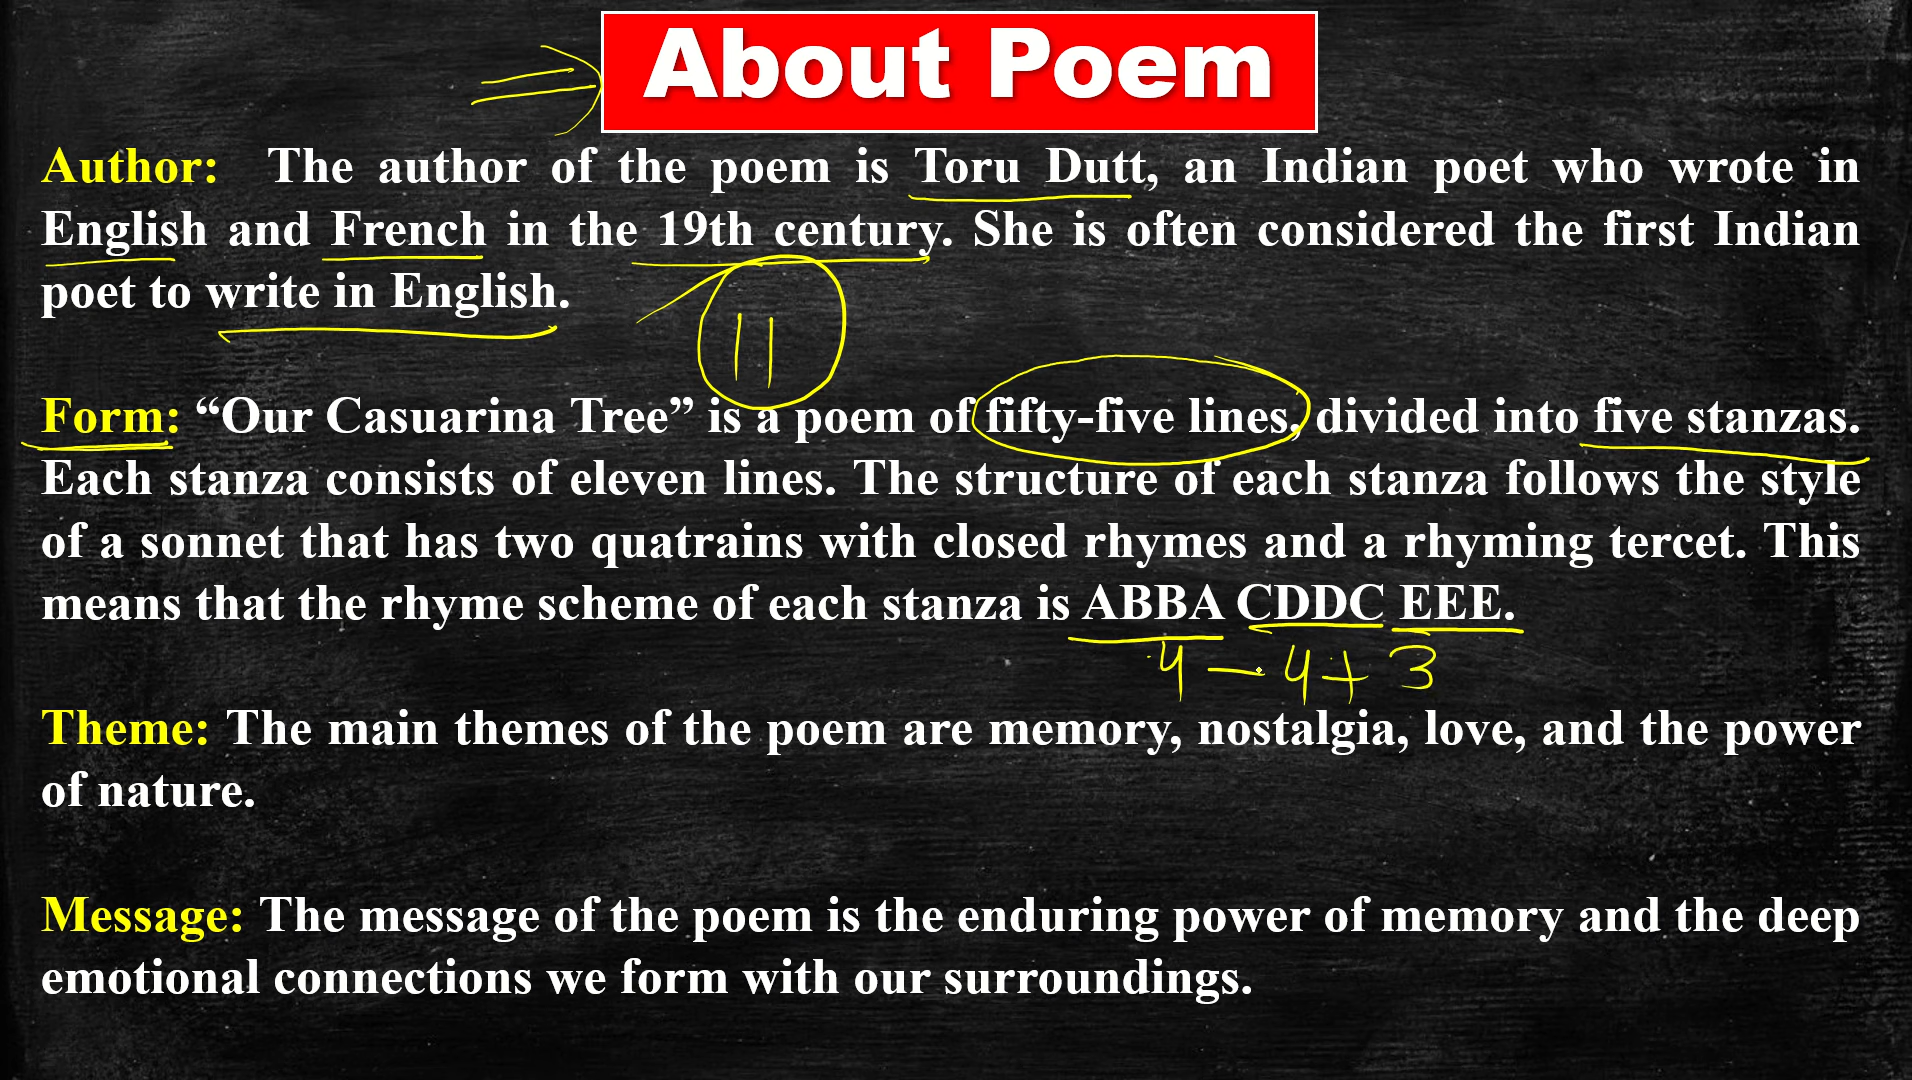 About Poem
Author: The author of the poem is Toru Dutt, an Indian poet who wrote in
English and French in the 19th century. She is often considered the first Indian
poet to write in English.
11
Form: “Our Casuarina Tree” is a poem of fifty-five lines, divided into five stanzas.
Each stanza consists of eleven lines. The structure of each stanza follows the style
of a sonnet that has two quatrains with closed rhymes and a rhyming tercet. This
means that the rhyme scheme of each stanza is ABBA CDDC EEE.
4 - 4 + 3
Theme: The main themes of the poem are memory, nostalgia, love, and the power
of nature.
Message: The message of the poem is the enduring power of memory and the deep
emotional connections we form with our surroundings.